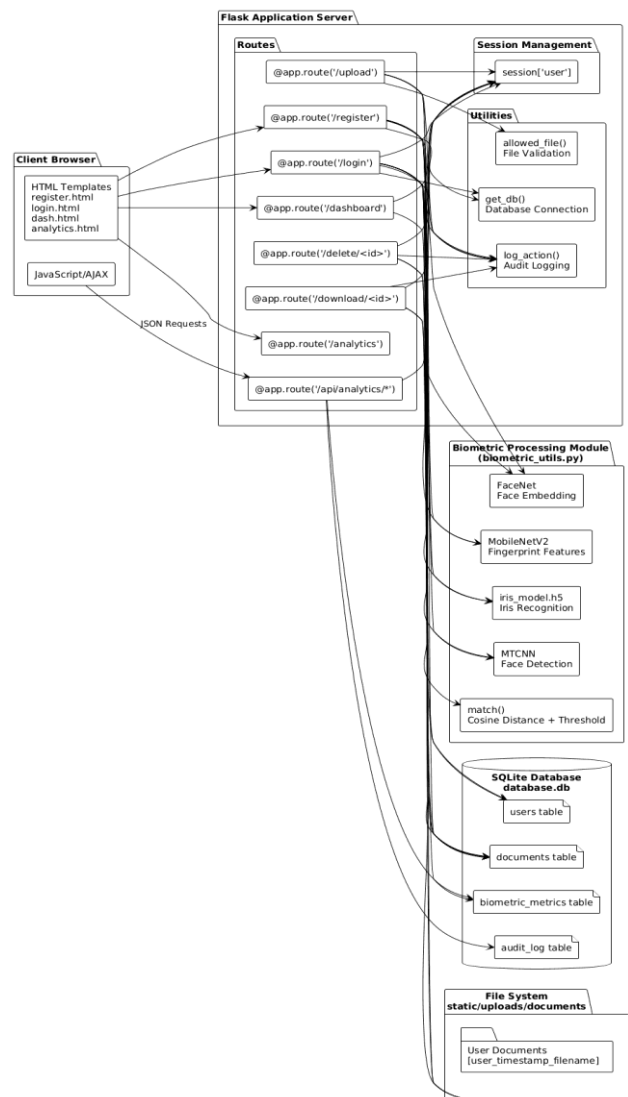 Flask Application Server
Routes
@app.route('/upload')
@app.route('/register')
@app.route('/login')
@app.route('/dashboard')
@app.route('/delete/<id>')
@app.route('/download/<id>')
@app.route('/analytics')
@app.route('/api/analytics/*')
Session Management
session['user']
Utilities
allowed_file()
File Validation
get_db()
Database Connection
log_action()
Audit Logging
Client Browser
HTML Templates
register.html
login.html
dash.html
analytics.html
JavaScript/AJAX
JSON Requests
Biometric Processing Module
(biometric_utils.py)
FaceNet
Face Embedding
MobileNetV2
Fingerprint Features
iris_model.h5
Iris Recognition
MTCNN
Face Detection
match()
Cosine Distance + Threshold
SQLite Database
database.db
users table
documents table
biometric_metrics table
audit_log table
File System
static/uploads/documents
User Documents
[user_timestamp_filename]